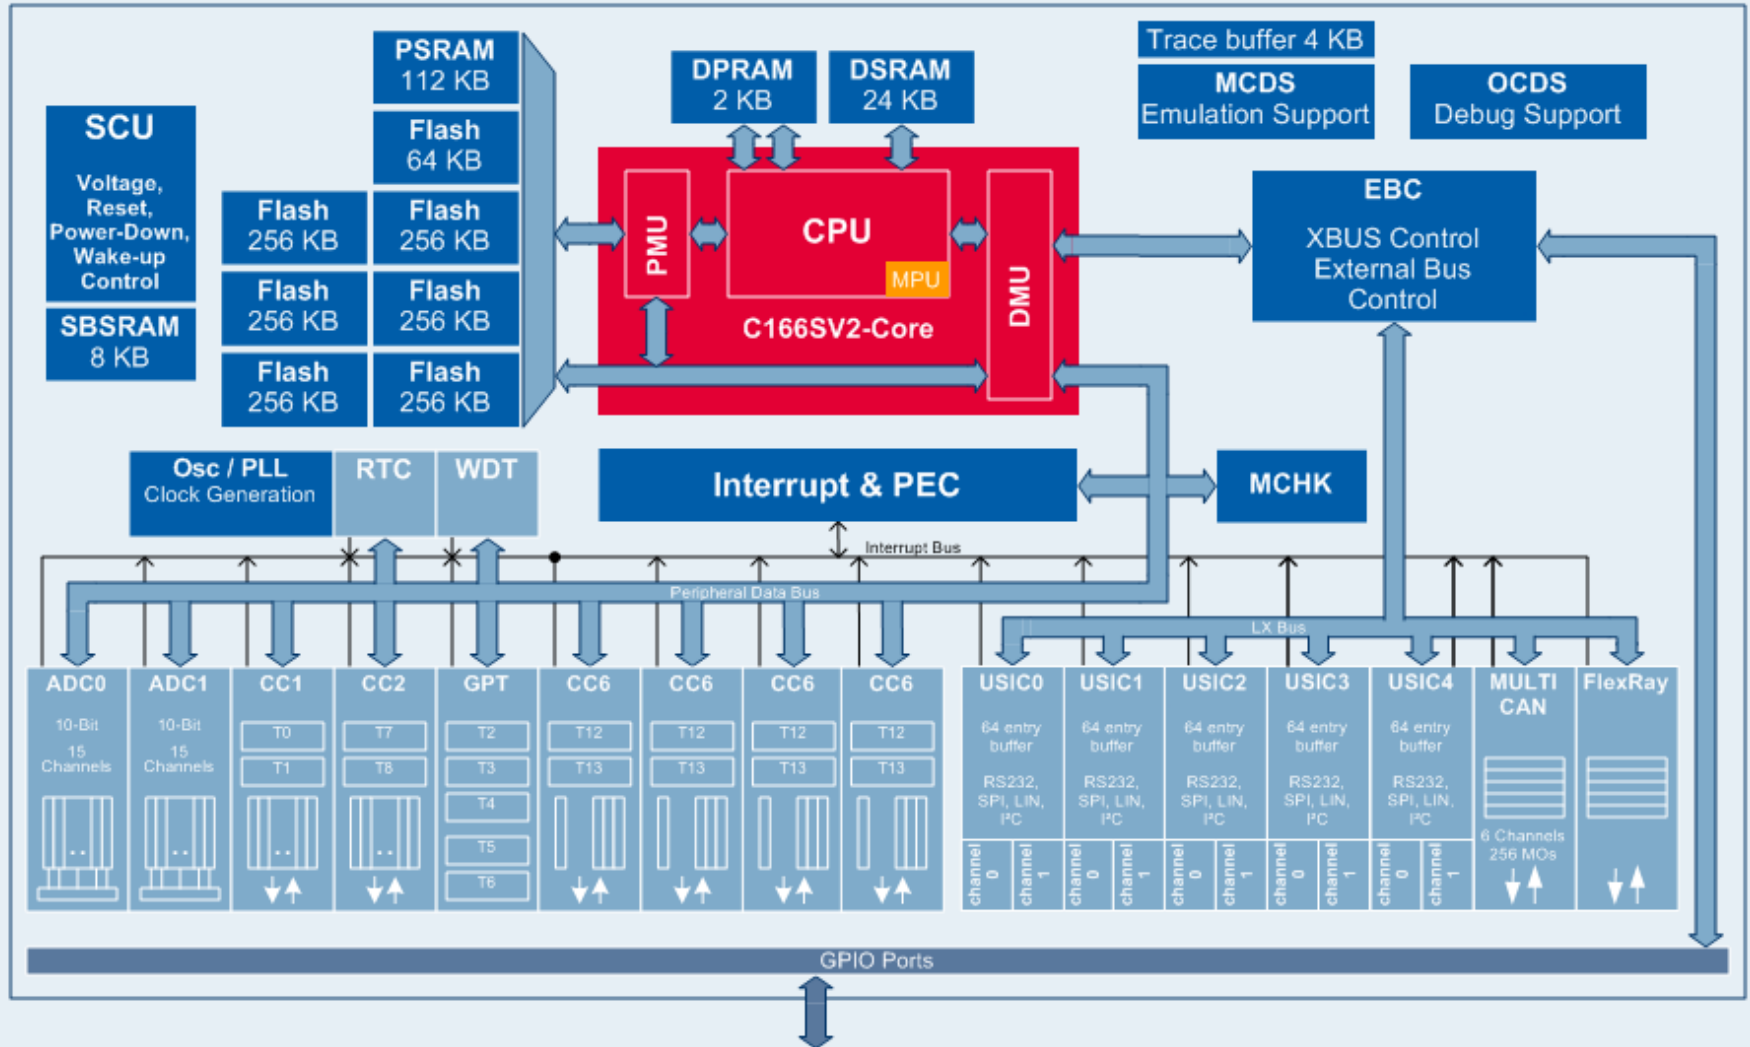 PSRAM
112 KB
DPRAM
2 KB
DSRAM
24 KB
Trace buffer 4 KB
MCDS
Emulation Support
OCDS
Debug Support
SCU
Voltage,
Reset,
Power-Down,
Wake-up
Control
SBSRAM
8 KB
Flash
64 KB
Flash
256 KB
Flash
256 KB
Flash
256 KB
Flash
256 KB
Flash
256 KB
Flash
256 KB
PMU
CPU
MPU
DMU
C166SV2-Core
EBC
XBUS Control
External Bus
Control
Osc / PLL
Clock Generation
RTC
WDT
Interrupt & PEC
MCHK
Interrupt Bus
Peripheral Data Bus
LX Bus
ADC0
10-Bit
15
Channels
ADC1
10-Bit
15
Channels
CC1
T0
T1
CC2
T7
T8
GPT
T2
T3
T4
T5
T6
CC6
T12
T13
CC6
T12
T13
CC6
T12
T13
CC6
T12
T13
USIC0
64 entry
buffer
RS232,
SPI, LIN,
I²C
channel
0
channel
1
USIC1
64 entry
buffer
RS232,
SPI, LIN,
I²C
channel
0
channel
1
USIC2
64 entry
buffer
RS232,
SPI, LIN,
I²C
channel
0
channel
1
USIC3
64 entry
buffer
RS232,
SPI, LIN,
I²C
channel
0
channel
1
USIC4
64 entry
buffer
RS232,
SPI, LIN,
I²C
channel
0
channel
1
MULTI
CAN
6 Channels
256 MOs
FlexRay
GPIO Ports